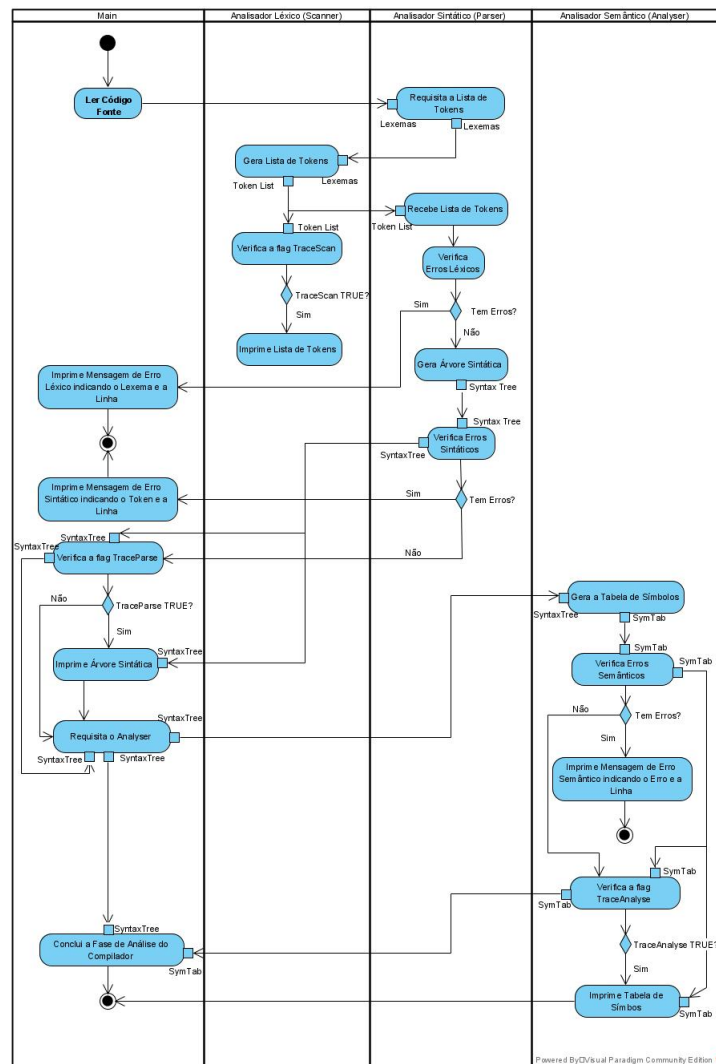 Main
Analisador Léxico (Scanner)
Analisador Sintático (Parser)
Analisador Semântico (Analyser)
Ler Código
Fonte
Requisita a Lista de
Tokens
Lexemas
Lexemas
Gera Lista de Tokens
Token List
Lexemas
Recebe Lista de Tokens
Token List
Token List
Verifica a flag TraceScan
Verifica
Erros Léxicos
TraceScan TRUE?
Sim
Sim
Tem Erros?
Não
Imprime Lista de Tokens
Gera Árvore Sintática
Syntax Tree
Imprime Mensagem de Erro
Léxico indicando o Lexema e a
Linha
Syntax Tree
Verifica Erros
Sintáticos
SyntaxTree
Imprime Mensagem de Erro
Sintático indicando o Token e a
Linha
Sim
Tem Erros?
SyntaxTree
SyntaxTree
Verifica a flag TraceParse
Não
Não
TraceParse TRUE?
Sim
Gera a Tabela de Símbolos
SyntaxTree
SymTab
SymTab
Imprime Árvore Sintática
SyntaxTree
Verifica Erros
Semânticos
SymTab
Não
Tem Erros?
Sim
SyntaxTree
Requisita o Analyser
SyntaxTree
SyntaxTree
Imprime Mensagem de Erro
Semântico indicando o Erro e a
Linha
SymTab
Verifica a flag
TraceAnalyse
SymTab
SyntaxTree
Conclui a Fase de Análise do
Compilador
SymTab
TraceAnalyse TRUE?
Sim
Imprime Tabela de
Símbos
SymTab
Powered By Visual Paradigm Community Edition